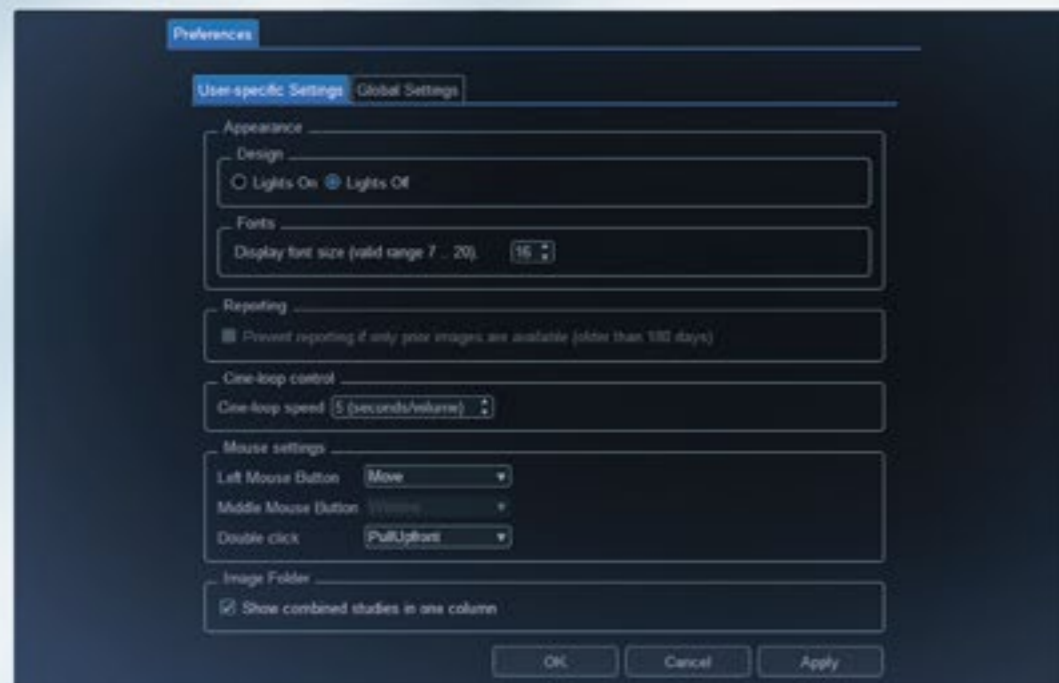 Preferences
User-specific Settings Global Settings
Appearance
Design
Lights On Lights Off
Fonts
Display font size (valid range 7 .. 20). 16
Reporting
Prevent reporting if only prior images are available (older than 180 days)
Cine-loop control
Cine-loop speed 5 (seconds/volume)
Mouse settings
Left Mouse Button Move
Middle Mouse Button
Double click PullUpfront
Image Folder
Show combined studies in one column
OK Cancel Apply